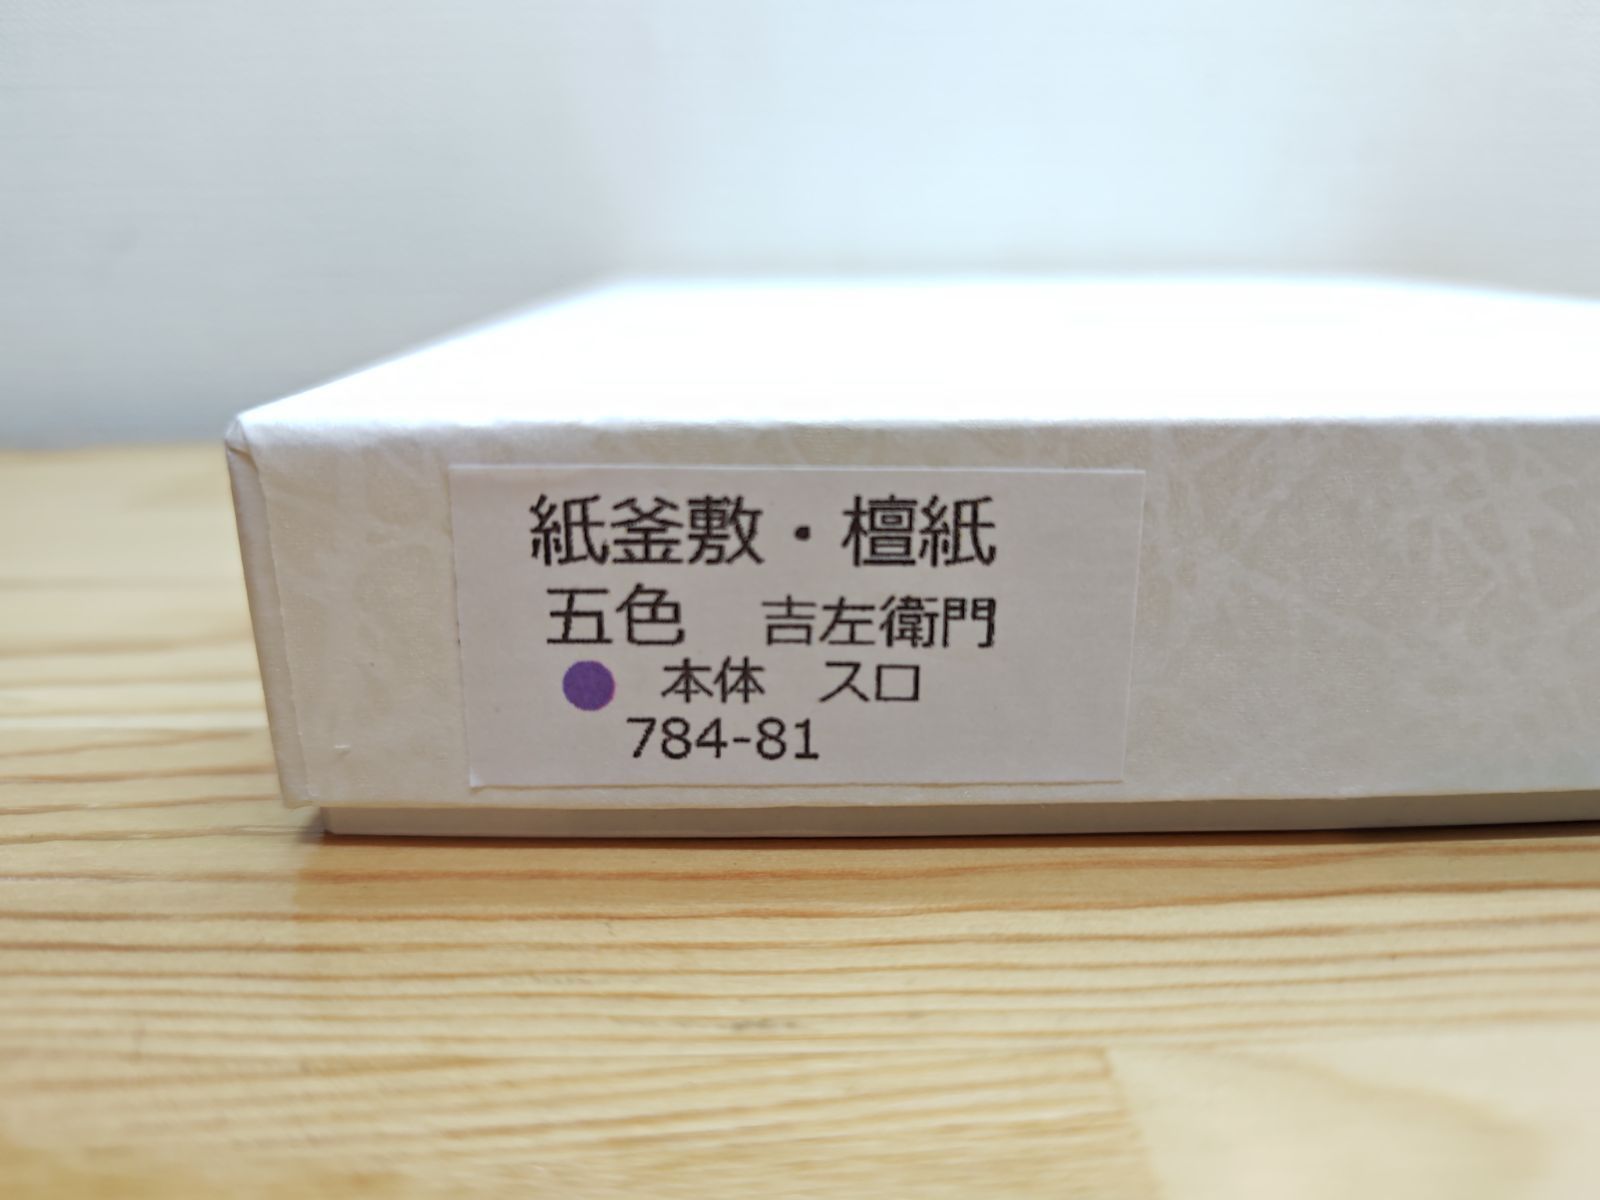 紙釜敷・檀紙
五色　吉左衛門
本体　スロ
784-81